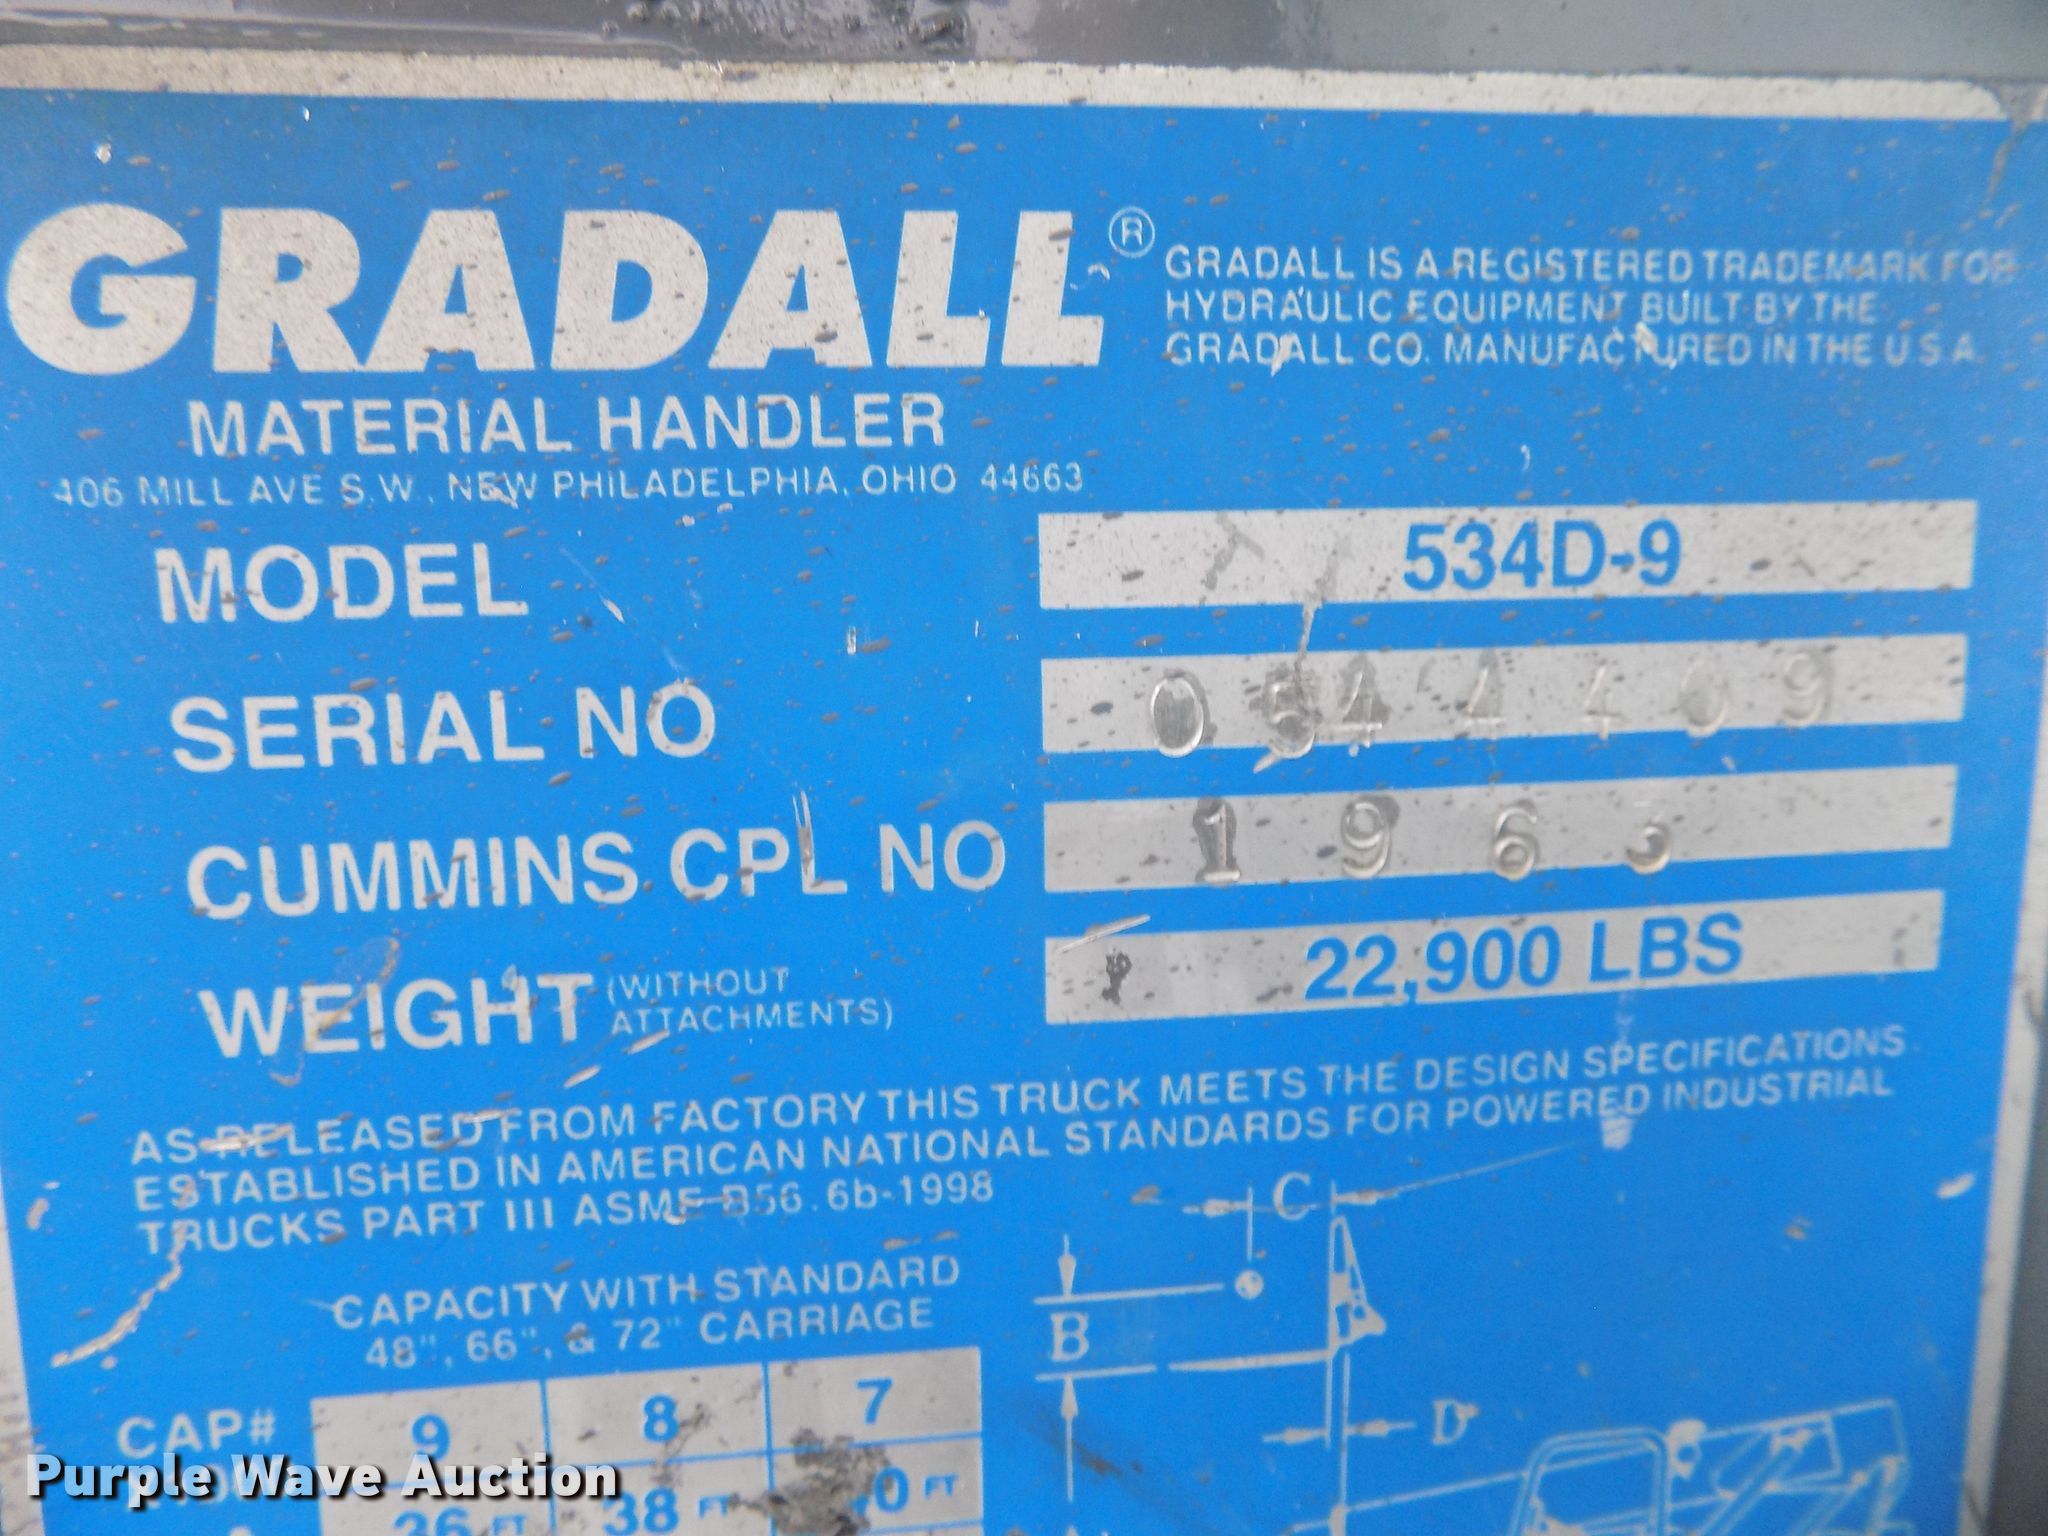 GRADALL®
GRADALL IS A REGISTERED TRADEMARK FOR
HYDRAULIC EQUIPMENT BUILT BY THE
GRADALL CO. MANUFACTURED IN THE U.S.A.
MATERIAL HANDLER
406 MILL AVE S.W., NEW PHILADELPHIA, OHIO 44663
MODEL 534D-9
SERIAL NO 0544409
CUMMINS CPL NO 1963
WEIGHT (WITHOUT ATTACHMENTS) 22,900 LBS
AS RELEASED FROM FACTORY THIS TRUCK MEETS THE DESIGN SPECIFICATIONS
ESTABLISHED IN AMERICAN NATIONAL STANDARDS FOR POWERED INDUSTRIAL
TRUCKS PART III ASME B56.6b-1998
CAPACITY WITH STANDARD
48", 66", & 72" CARRIAGE
CAP# 9 8 7
36 FT 38 FT
C
B
D
A
Purple Wave Auction